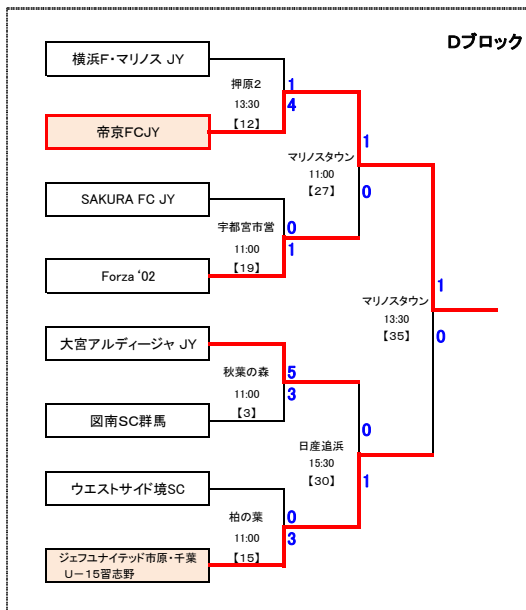 Dブロック
横浜F・マリノス JY
押原2
13:30
【12】
1
4
帝京FCJY
マリノスタウン
11:00
【27】
1
0
SAKURA FC JY
宇都宮市営
11:00
【19】
0
1
Forza‘02
マリノスタウン
13:30
【35】
1
0
大宮アルディージャ JY
秋葉の森
11:00
【3】
5
3
図南SC群馬
日産追浜
15:30
【30】
0
1
ウエストサイド境SC
柏の葉
11:00
【15】
0
3
ジェフユナイテッド市原・千葉
U-15習志野